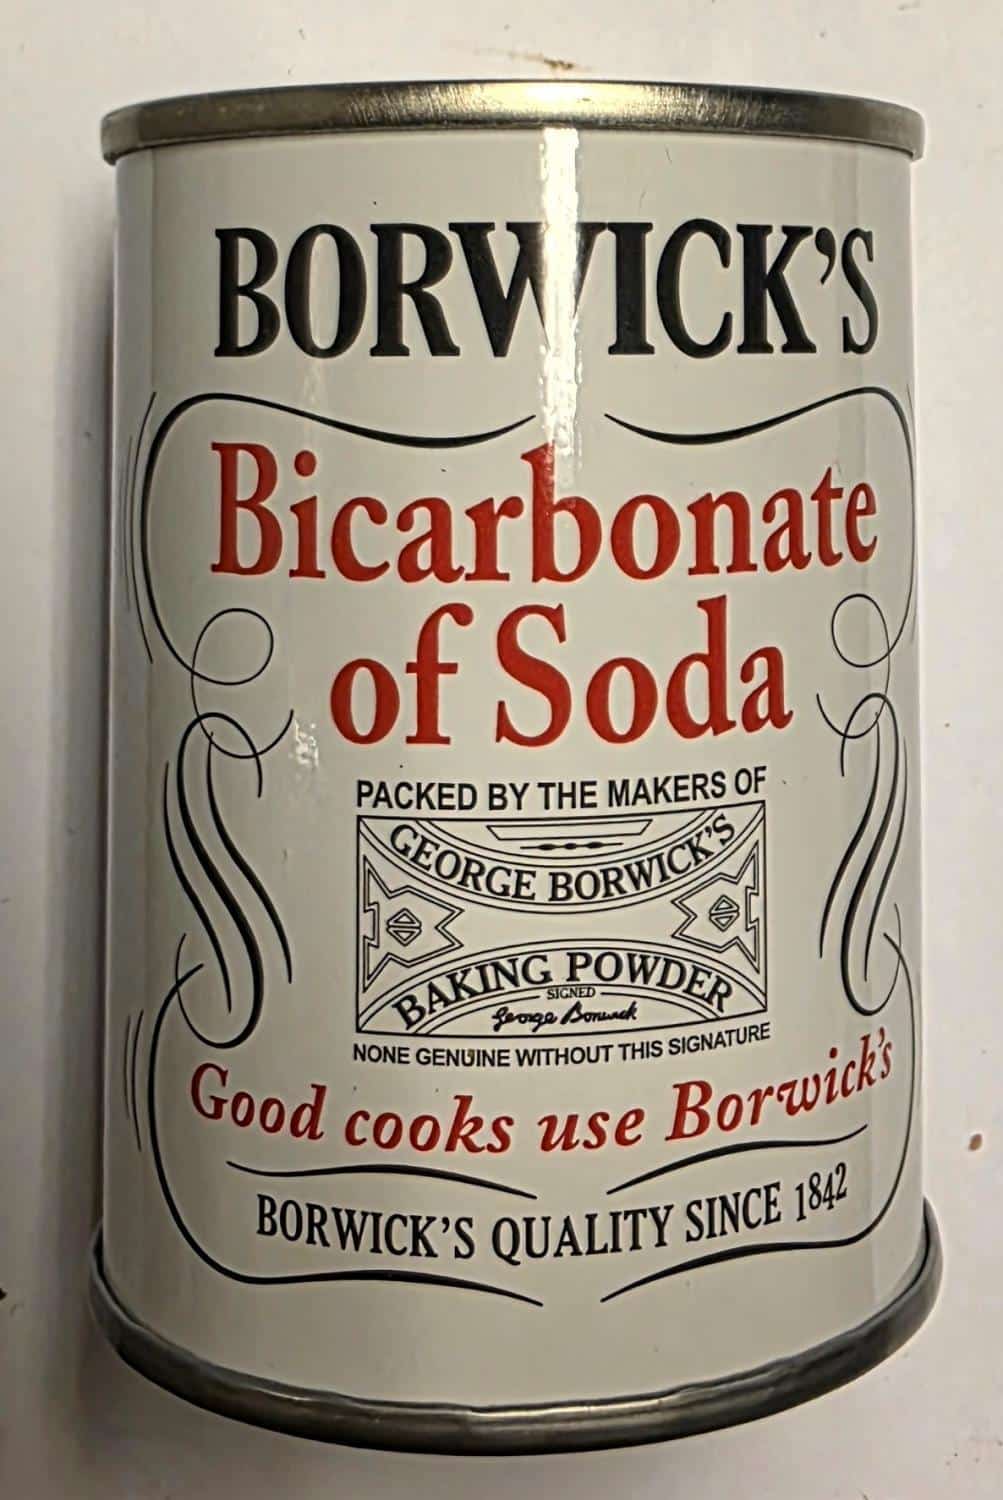 BORWICK'S
Bicarbonate
of Soda
PACKED BY THE MAKERS OF
GEORGE BORWICK'S
BAKING POWDER
SIGNED
George Borwick
NONE GENUINE WITHOUT THIS SIGNATURE
Good cooks use Borwick's
BORWICK'S QUALITY SINCE 1842